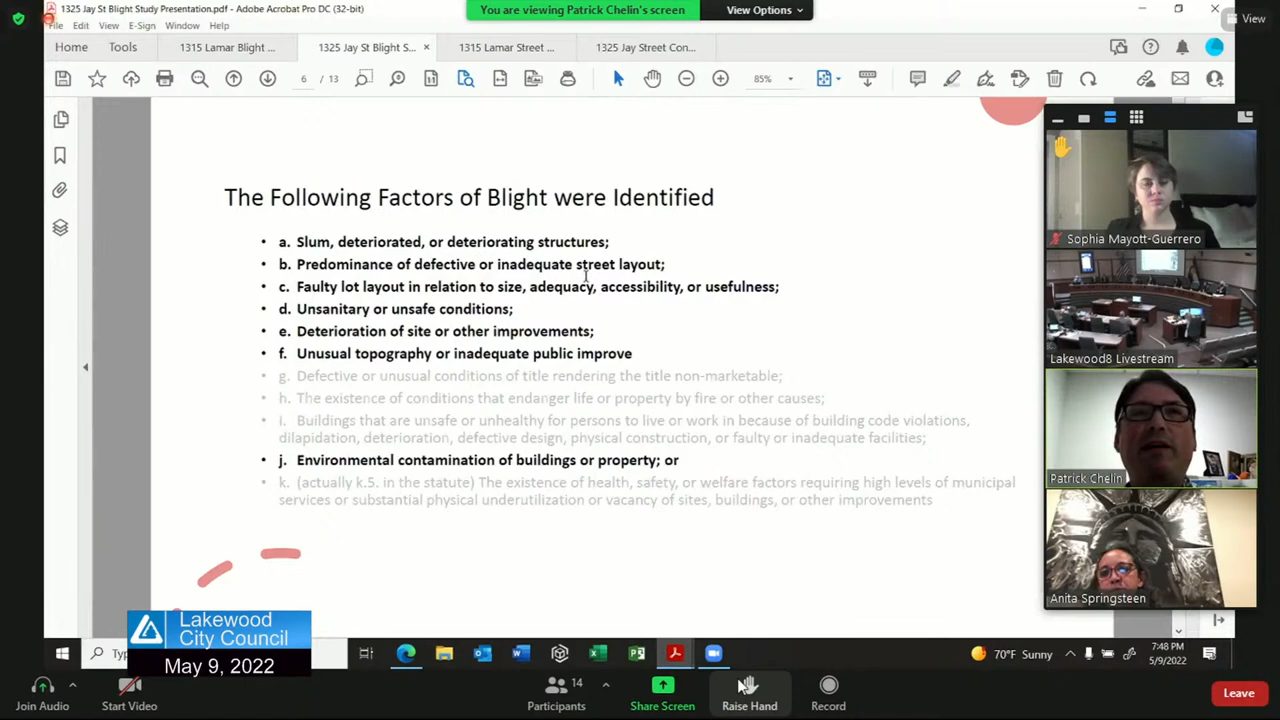 1325 Jay St Blight Study Presentation.pdf - Adobe Acrobat Pro DC (32-bit)
You are viewing Patrick Chelin's screen
View Options
View
File Edit View E-Sign Window Help
Home Tools 1315 Lamar Blight ... 1325 Jay St Blight S... × 1315 Lamar Street ... 1325 Jay Street Con...
6 / 13 85%
The Following Factors of Blight were Identified
• a. Slum, deteriorated, or deteriorating structures;
• b. Predominance of defective or inadequate street layout;
• c. Faulty lot layout in relation to size, adequacy, accessibility, or usefulness;
• d. Unsanitary or unsafe conditions;
• e. Deterioration of site or other improvements;
• f. Unusual topography or inadequate public improve
• g. Defective or unusual conditions of title rendering the title non-marketable;
• h. The existence of conditions that endanger life or property by fire or other causes;
• i. Buildings that are unsafe or unhealthy for persons to live or work in because of building code violations,
dilapidation, deterioration, defective design, physical construction, or faulty or inadequate facilities;
• j. Environmental contamination of buildings or property; or
• k. (actually k.5. in the statute) The existence of health, safety, or welfare factors requiring high levels of municipal
services or substantial physical underutilization or vacancy of sites, buildings, or other improvements
Sophia Mayott-Guerrero
Lakewood8 Livestream
Patrick Chelin
Anita Springsteen
Lakewood
City Council
May 9, 2022
Typ
70°F Sunny
7:48 PM
5/9/2022
14
Join Audio Start Video Participants Share Screen Raise Hand Record Leave